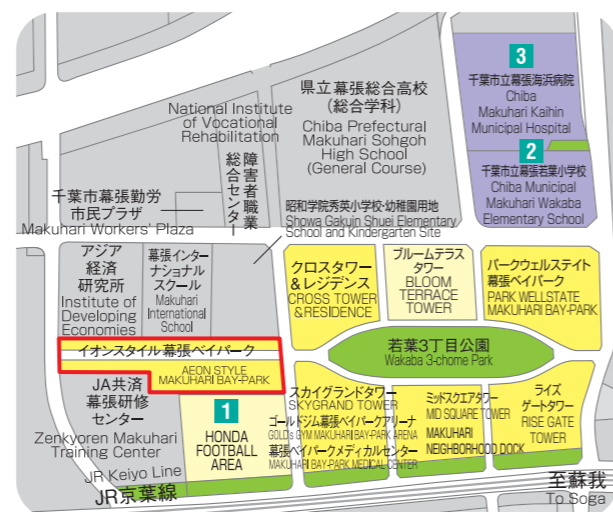 3
千葉市立幕張海浜病院
Chiba
Makuhari Kaihin
Municipal Hospital
2
千葉市立幕張若葉小学校
Chiba Municipal
Makuhari Wakaba
Elementary School
県立幕張総合高校
(総合学科)
Chiba Prefectural
Makuhari Sohgoh
High School
(General Course)
National Institute
of Vocational
Rehabilitation
障害者職業
総合センター
千葉市幕張勤労
市民プラザ
Makuhari Workers' Plaza
昭和学院秀英小学校・幼稚園用地
Showa Gakuin Shuei Elementary
School and Kindergarten Site
アジア
経済
研究所
Institute of
Developing
Economies
幕張インター
ナショナル
スクール
Makuhari
International
School
クロスタワー
&レジデンス
CROSS TOWER
&RESIDENCE
ブルームテラス
タワー
BLOOM
TERRACE
TOWER
パークウェルステイト
幕張ベイパーク
PARK WELLSTATE
MAKUHARI BAY-PARK
イオンスタイル幕張ベイパーク
AEON STYLE
MAKUHARI BAY-PARK
若葉3丁目公園
Wakaba 3-chome Park
JA共済
幕張研修
センター
Zenkyoren Makuhari
Training Center
1
HONDA
FOOTBALL
AREA
スカイグランドタワー
SKYGRAND TOWER
ゴールドジム幕張ベイパークアリーナ
GOLD's GYM MAKUHARI BAY-PARK ARENA
幕張ベイパークメディカルセンター
MAKUHARI BAY-PARK MEDICAL CENTER
ミッドスクエアタワー
MID SQUARE TOWER
MAKUHARI
NEIGHBORHOOD DOCK
ライズ
ゲートタワー
RISE GATE
TOWER
JR Keiyo Line
JR京葉線
至蘇我
To Soga